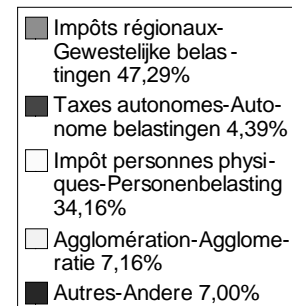 Impôts régionaux-
Gewestelijke belas-
tingen 47,29%
Taxes autonomes-Auto-
nome belastingen 4,39%
Impôt personnes physi-
ques-Personenbelasting
34,16%
Agglomération-Agglome-
ratie 7,16%
Autres-Andere 7,00%